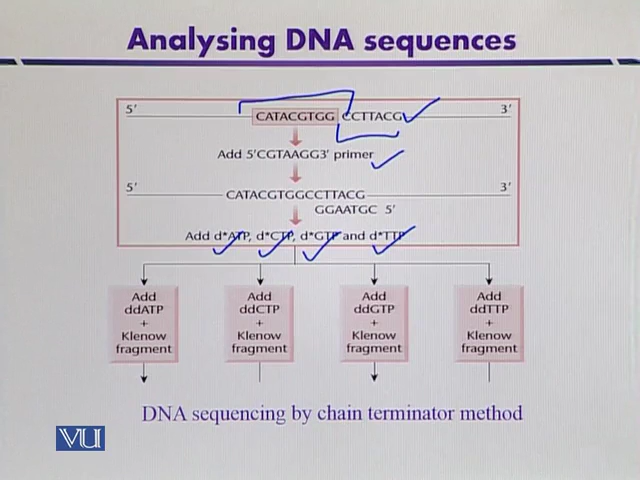 Analysing DNA sequences
5' CATACGTGG CCTTACG 3'
Add 5'CGTAAGG3' primer
5' CATACGTGGCCTTACG 3'
GGAATGC 5'
Add d*ATP, d*CTP, d*GTP and d*TTP
Add ddATP + Klenow fragment
Add ddCTP + Klenow fragment
Add ddGTP + Klenow fragment
Add ddTTP + Klenow fragment
DNA sequencing by chain terminator method
VU